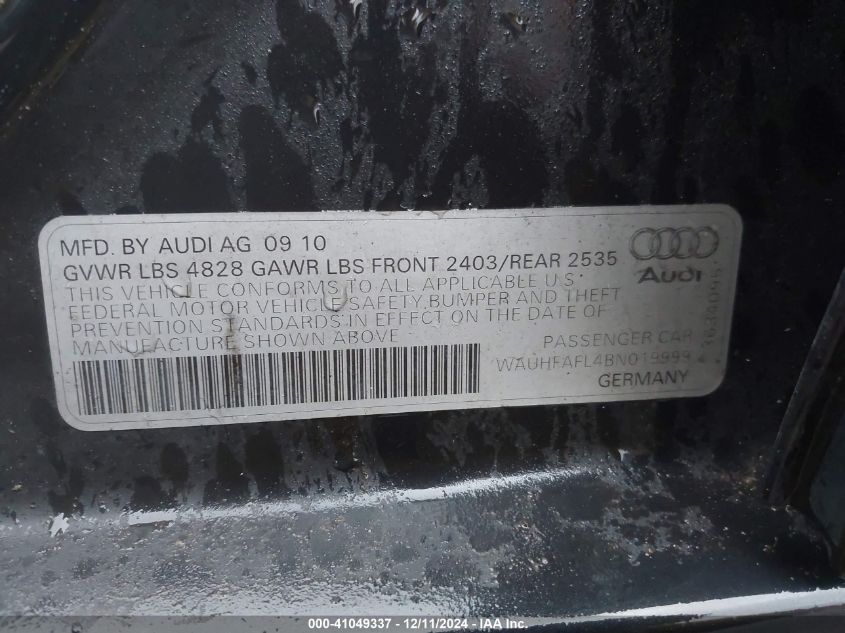 MFD. BY AUDI AG 09 10
GVWR LBS 4828 GAWR LBS FRONT 2403/REAR 2535
THIS VEHICLE CONFORMS TO ALL APPLICABLE U.S.
FEDERAL MOTOR VEHICLE SAFETY, BUMPER AND THEFT
PREVENTION STANDARDS IN EFFECT ON THE DATE OF
MANUFACTURE SHOWN ABOVE
Audi
PASSENGER CAR
WAUHFAFL4BN019999
GERMANY
000-41049337 - 12/11/2024 - IAA Inc.